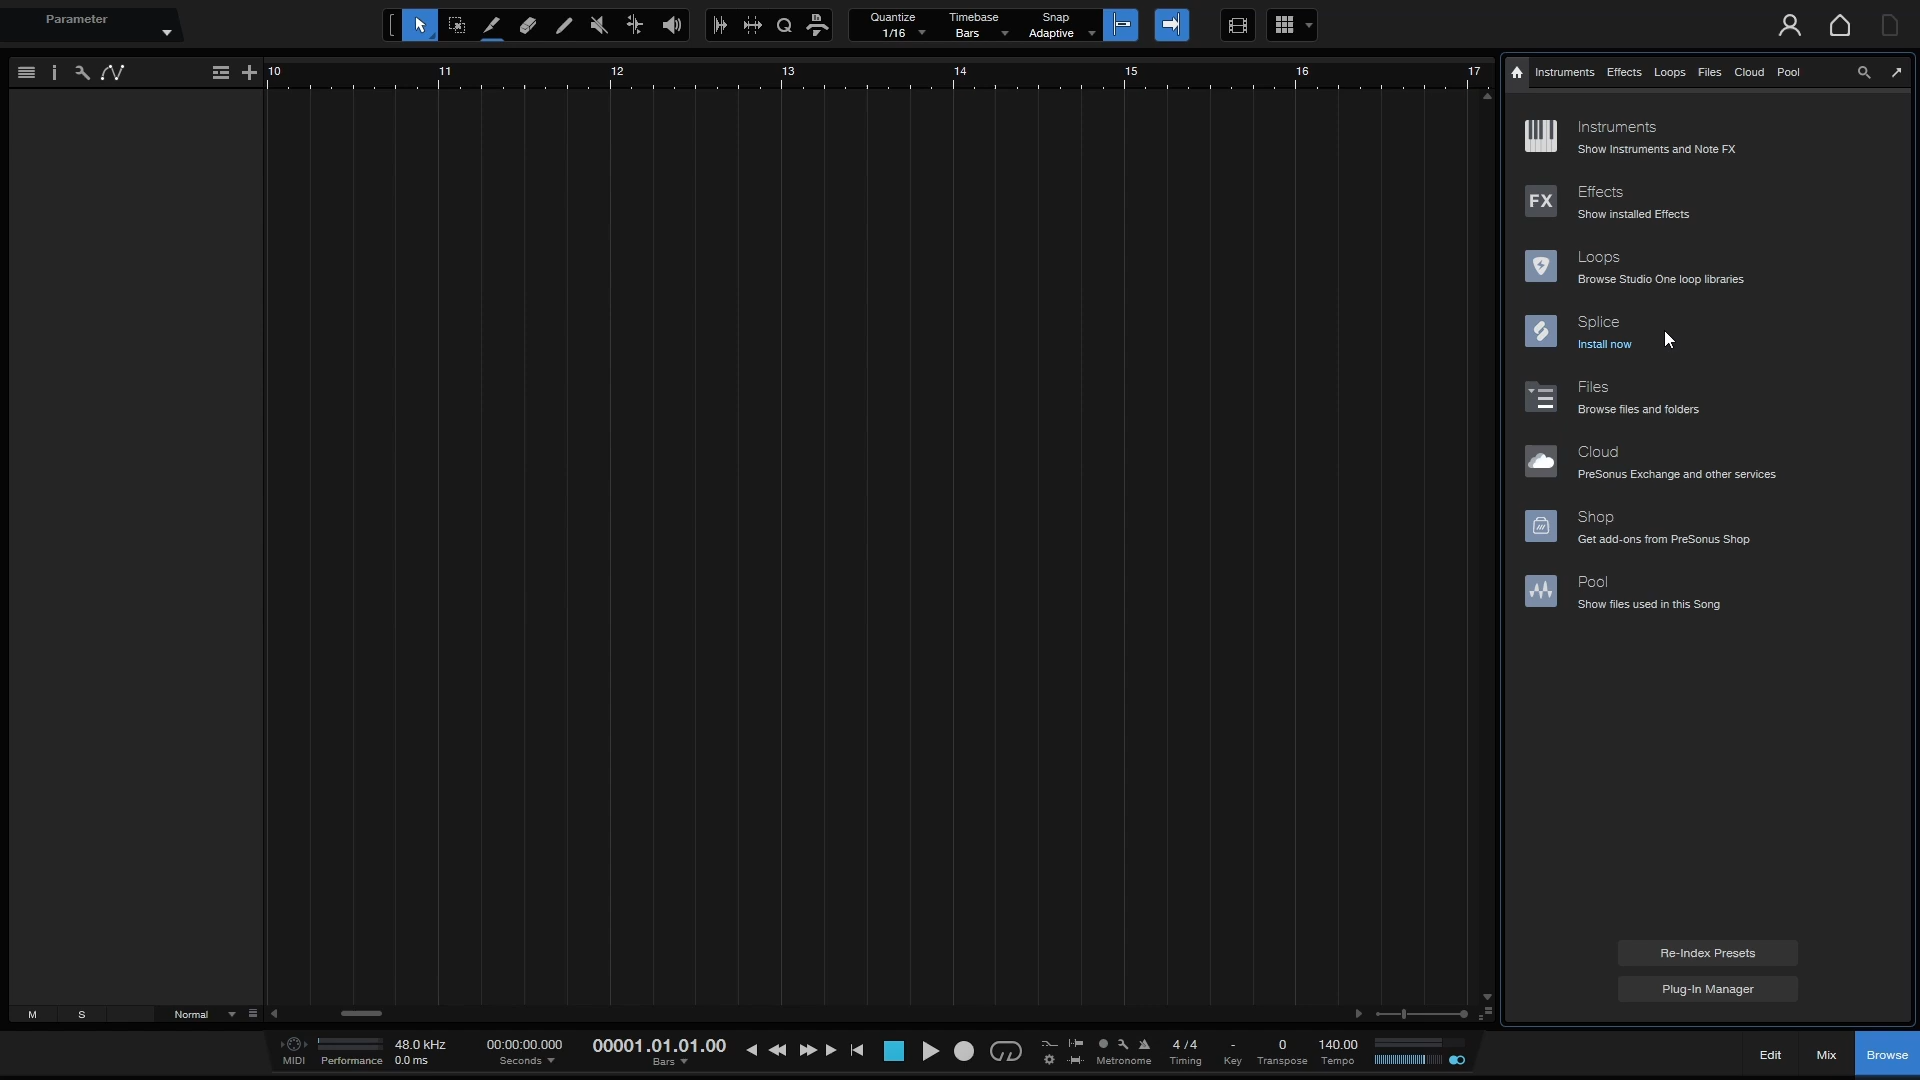 Parameter
Quantize
1/16
Timebase
Bars
Snap
Adaptive
Q
10
11
12
13
14
15
16
17
Instruments
Effects
Loops
Files
Cloud
Pool
Instruments
Show Instruments and Note FX
FX
Effects
Show installed Effects
Loops
Browse Studio One loop libraries
Splice
Install now
Files
Browse files and folders
Cloud
PreSonus Exchange and other services
Shop
Get add-ons from PreSonus Shop
Pool
Show files used in this Song
Re-Index Presets
Plug-In Manager
M
S
Normal
MIDI
Performance
48.0 kHz
0.0 ms
00:00:00.000
Seconds
00001.01.01.00
Bars
Metronome
4 / 4
Timing
-
Key
0
Transpose
140.00
Tempo
Edit
Mix
Browse